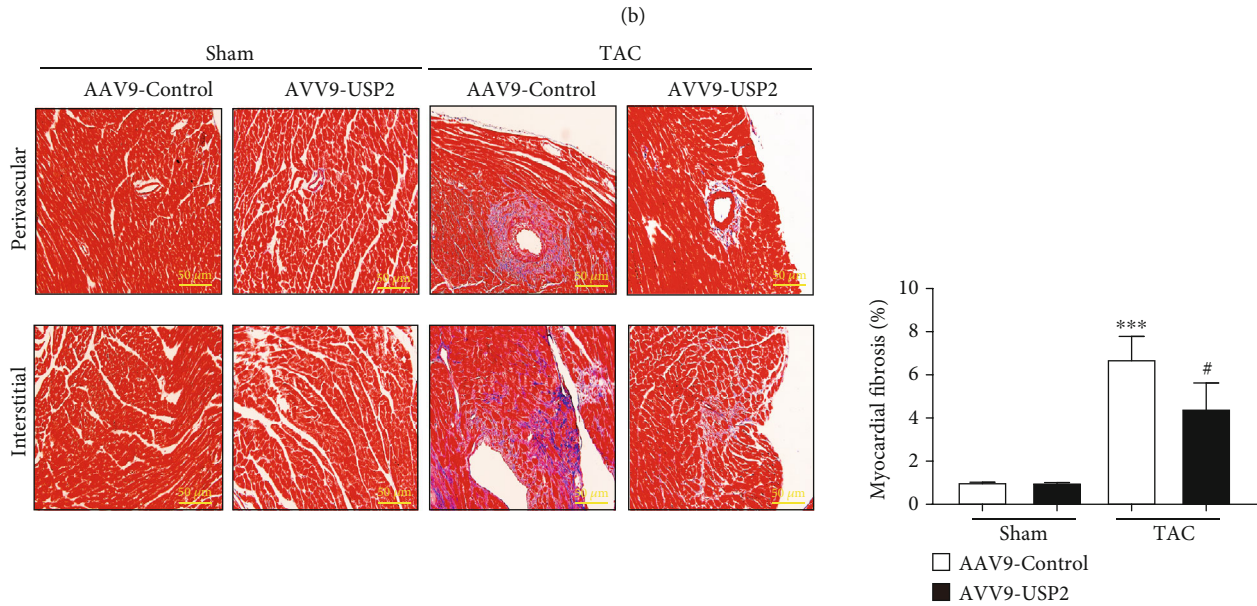 (b)
Sham TAC
AAV9-Control AVV9-USP2 AAV9-Control AVV9-USP2
Perivascular
50 μm 50 μm 50 μm 50 μm
Interstitial
50 μm 50 μm 50 μm 50 μm
Myocardial fibrosis (%)
10
8
6
4
2
0
***
#
Sham TAC
AAV9-Control
AVV9-USP2